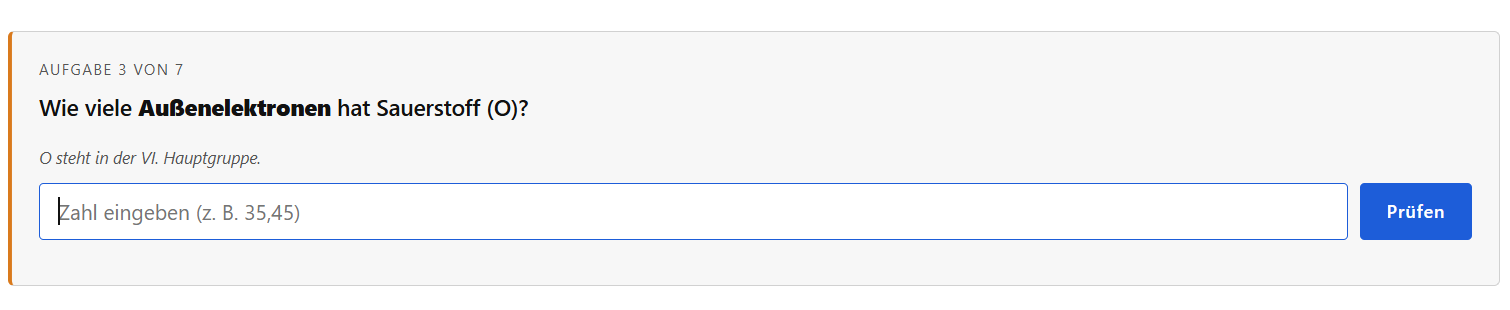 AUFGABE 3 VON 7
Wie viele Außenelektronen hat Sauerstoff (O)?
O steht in der VI. Hauptgruppe.
Zahl eingeben (z. B. 35,45)
Prüfen